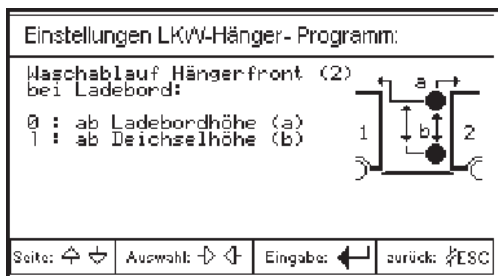 Einstellungen LKW-Hänger- Programm:
Waschablauf Hängerfront (2)
bei Ladebord:
0 : ab Ladebordhöhe (a)
1 : ab Deichselhöhe (b)
a
1 b 2
Seite: Auswahl: Eingabe: zurück: ESC